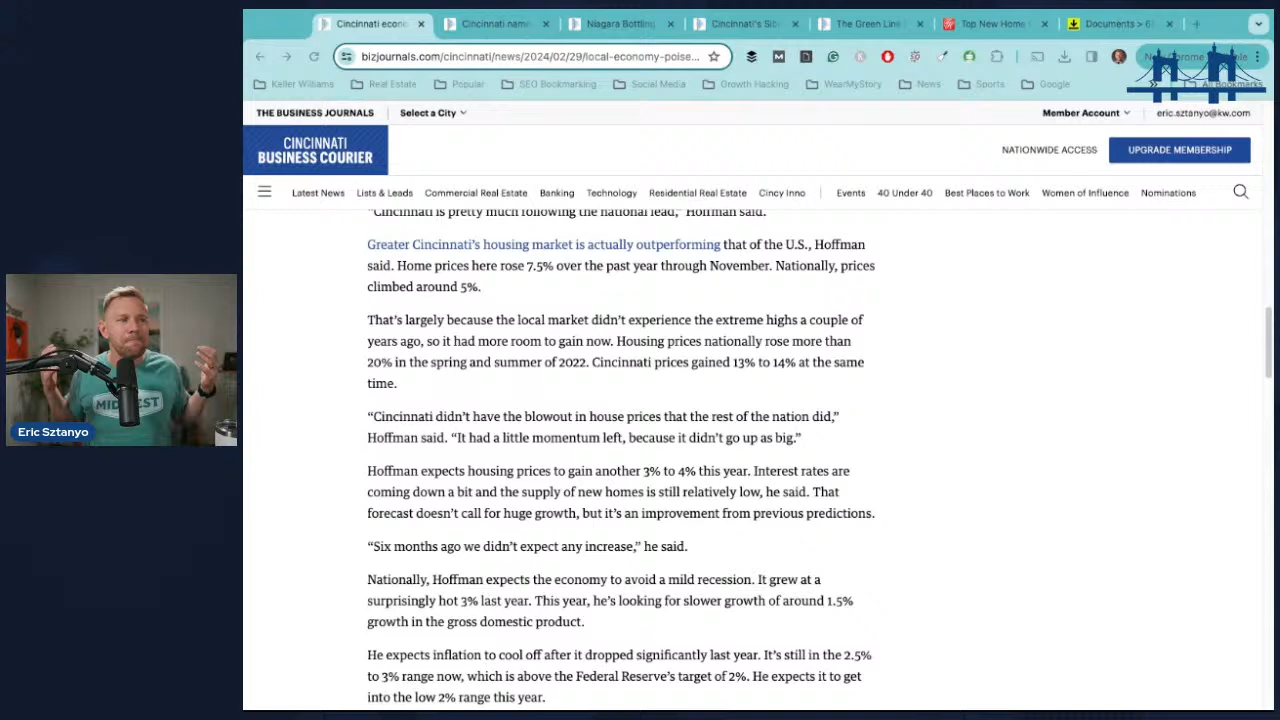 Cincinnati econ
Cincinnati nam
Niagara Bottling
Cincinnati's Sib
The Green Link
Top New Home
Documents > 6
bizjournals.com/cincinnati/news/2024/02/29/local-economy-poise...
Keller Williams
Real Estate
Popular
SEO Bookmarking
Social Media
Growth Hacking
WearMyStory
News
Sports
Google
»
All Bookmarks
THE BUSINESS JOURNALS
Select a City
Member Account
eric.sztanyo@kw.com
CINCINNATI
BUSINESS COURIER
NATIONWIDE ACCESS
UPGRADE MEMBERSHIP
Latest News
Lists & Leads
Commercial Real Estate
Banking
Technology
Residential Real Estate
Cincy Inno
Events
40 Under 40
Best Places to Work
Women of Influence
Nominations
"Cincinnati is pretty much following the national lead," Hoffman said.
Greater Cincinnati's housing market is actually outperforming that of the U.S., Hoffman
said. Home prices here rose 7.5% over the past year through November. Nationally, prices
climbed around 5%.
That's largely because the local market didn't experience the extreme highs a couple of
years ago, so it had more room to gain now. Housing prices nationally rose more than
20% in the spring and summer of 2022. Cincinnati prices gained 13% to 14% at the same
time.
“Cincinnati didn't have the blowout in house prices that the rest of the nation did,”
Hoffman said. “It had a little momentum left, because it didn't go up as big.”
Hoffman expects housing prices to gain another 3% to 4% this year. Interest rates are
coming down a bit and the supply of new homes is still relatively low, he said. That
forecast doesn't call for huge growth, but it's an improvement from previous predictions.
“Six months ago we didn't expect any increase,” he said.
Nationally, Hoffman expects the economy to avoid a mild recession. It grew at a
surprisingly hot 3% last year. This year, he's looking for slower growth of around 1.5%
growth in the gross domestic product.
He expects inflation to cool off after it dropped significantly last year. It's still in the 2.5%
to 3% range now, which is above the Federal Reserve's target of 2%. He expects it to get
into the low 2% range this year.
MIDWEST
Eric Sztanyo